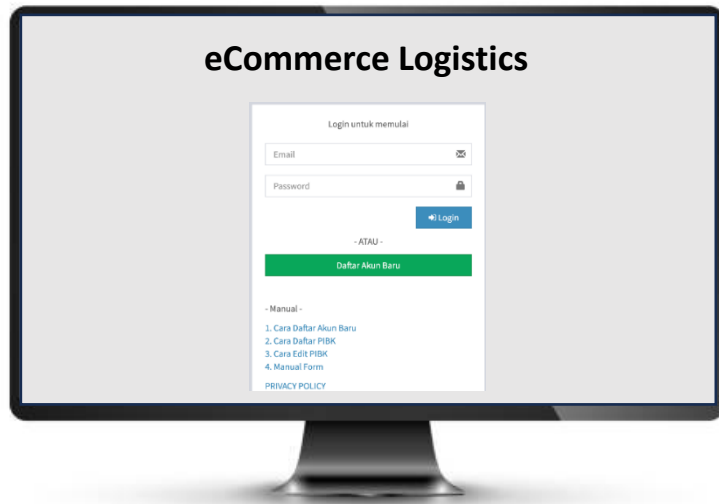 eCommerce Logistics
Login untuk memulai
Email
Password
Login
- ATAU -
Daftar Akun Baru
- Manual -
1. Cara Daftar Akun Baru
2. Cara Daftar PIBK
3. Cara Edit PIBK
4. Manual Form
PRIVACY POLICY